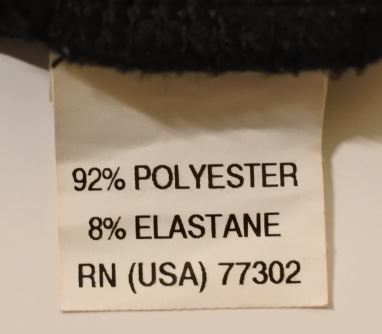 92% POLYESTER
8% ELASTANE
RN (USA) 77302